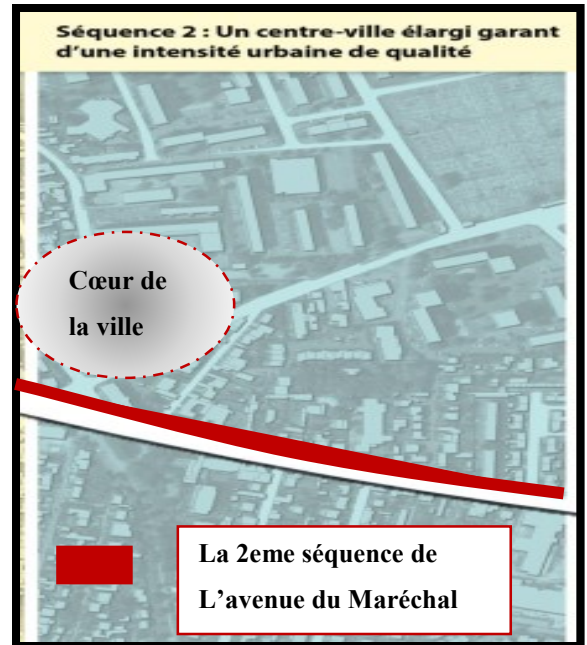 Séquence 2 : Un centre-ville élargi garant
d'une intensité urbaine de qualité
Cœur de
la ville
La 2eme séquence de
L'avenue du Maréchal